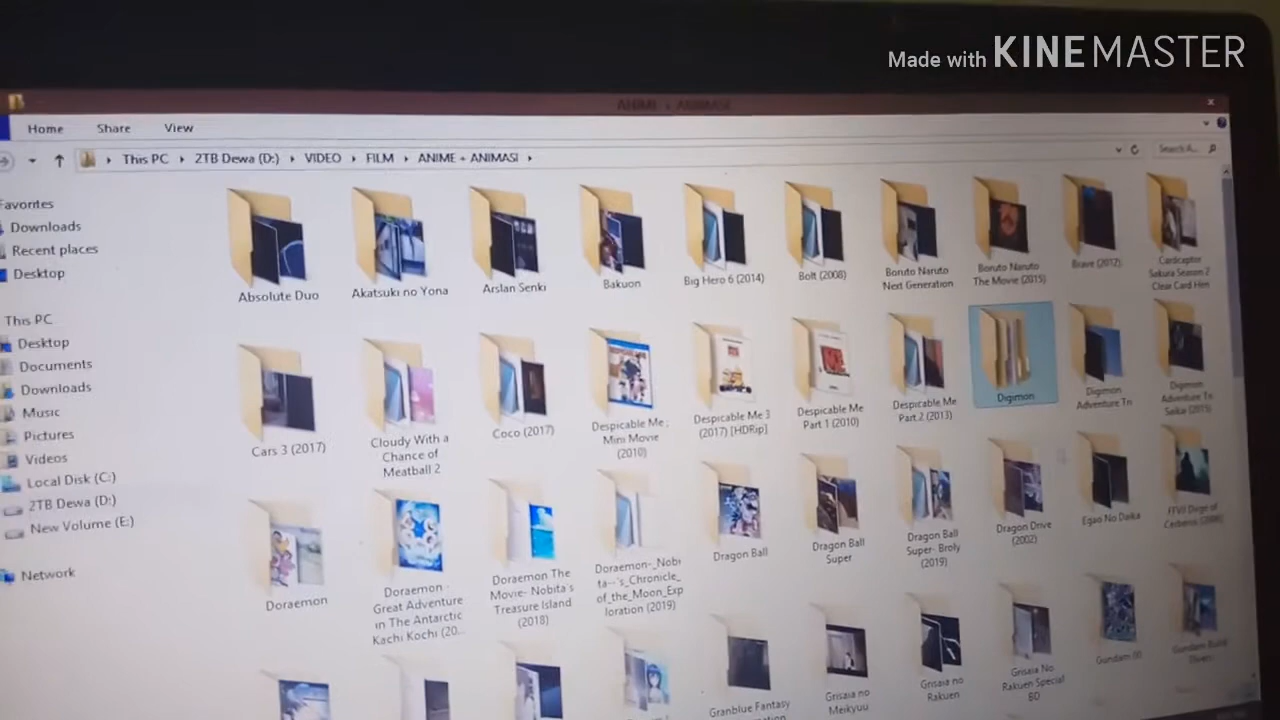 Made with KINEMASTER
ANIME + ANIMASI
Home Share View
This PC 2TB Dewa (D:) VIDEO FILM ANIME + ANIMASI
Search A...
Favorites
Downloads
Recent places
Desktop
This PC
Desktop
Documents
Downloads
Music
Pictures
Videos
Local Disk (C:)
2TB Dewa (D:)
New Volume (E:)
Network
Absolute Duo
Akatsuki no Yona
Arslan Senki
Bakuon
Big Hero 6 (2014)
Bolt (2008)
Boruto Naruto
Next Generation
Boruto Naruto
The Movie (2015)
Brave (2012)
Cardcaptor
Sakura Season 2
Clear Card Hen
Cars 3 (2017)
Cloudy With a
Chance of
Meatball 2
Coco (2017)
Despicable Me ;
Mini Movie
(2010)
Despicable Me 3
(2017) [HDRip]
Despicable Me
Part 1 (2010)
Despicable Me
Part 2 (2013)
Digimon
Digimon
Adventure Tri
Digimon
Adventure Tri
(2015)
Doraemon
Doraemon -
Great Adventure
in The Antarctic
Kachi Kochi (20...
Doraemon The
Movie- Nobita's
Treasure Island
(2018)
Doraemon-_Nobi
ta--'s_Chronicle_
of_the_Moon_Exp
loration (2019)
Dragon Ball
Dragon Ball
Super
Dragon Ball
Super- Broly
(2019)
Dragon Drive
(2002)
Egao No Daika
FFVII Dirge of
Cerberus
Granblue Fantasy
Grisaia no
Meikyuu
Grisaia no
Rakuen
Grisaia No
Rakuen Special
BD
Gundam 00
Gundam Build
Divers